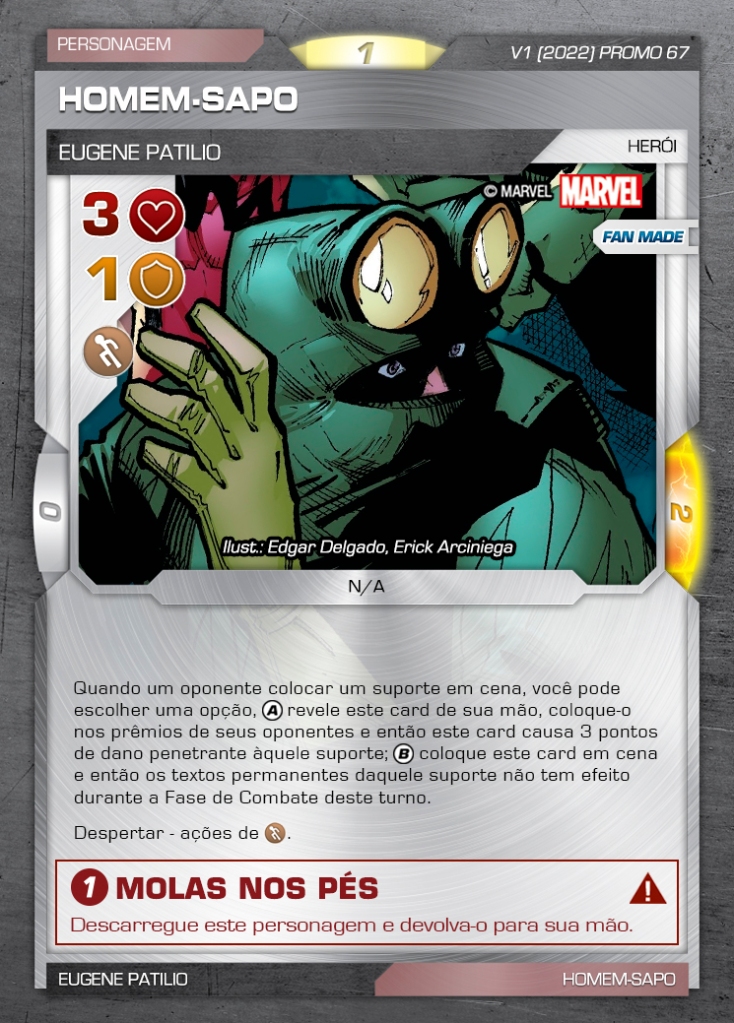 PERSONAGEM
1
V1 (2022) PROMO 67
HOMEM-SAPO
EUGENE PATILIO
HERÓI
© MARVEL MARVEL
3
FAN MADE
1
0
2
Ilust.: Edgar Delgado, Erick Arciniega
N/A
Quando um oponente colocar um suporte em cena, você pode
escolher uma opção, A revele este card de sua mão, coloque-o
nos prêmios de seus oponentes e então este card causa 3 pontos
de dano penetrante àquele suporte; B coloque este card em cena
e então os textos permanentes daquele suporte não tem efeito
durante a Fase de Combate deste turno.
Despertar - ações de .
1 MOLAS NOS PÉS
Descarregue este personagem e devolva-o para sua mão.
EUGENE PATILIO
HOMEM-SAPO